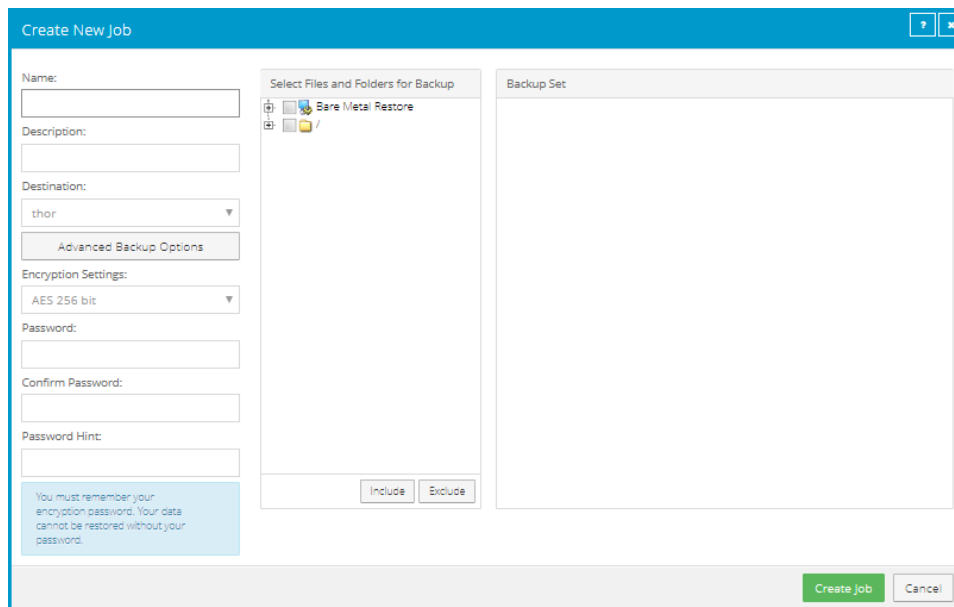 Create New Job
?
x
Name:
Description:
Destination:
thor
Advanced Backup Options
Encryption Settings:
AES 256 bit
Password:
Confirm Password:
Password Hint:
You must remember your
encryption password. Your data
cannot be restored without your
password.
Select Files and Folders for Backup
Bare Metal Restore
/
Include
Exclude
Backup Set
Create Job
Cancel